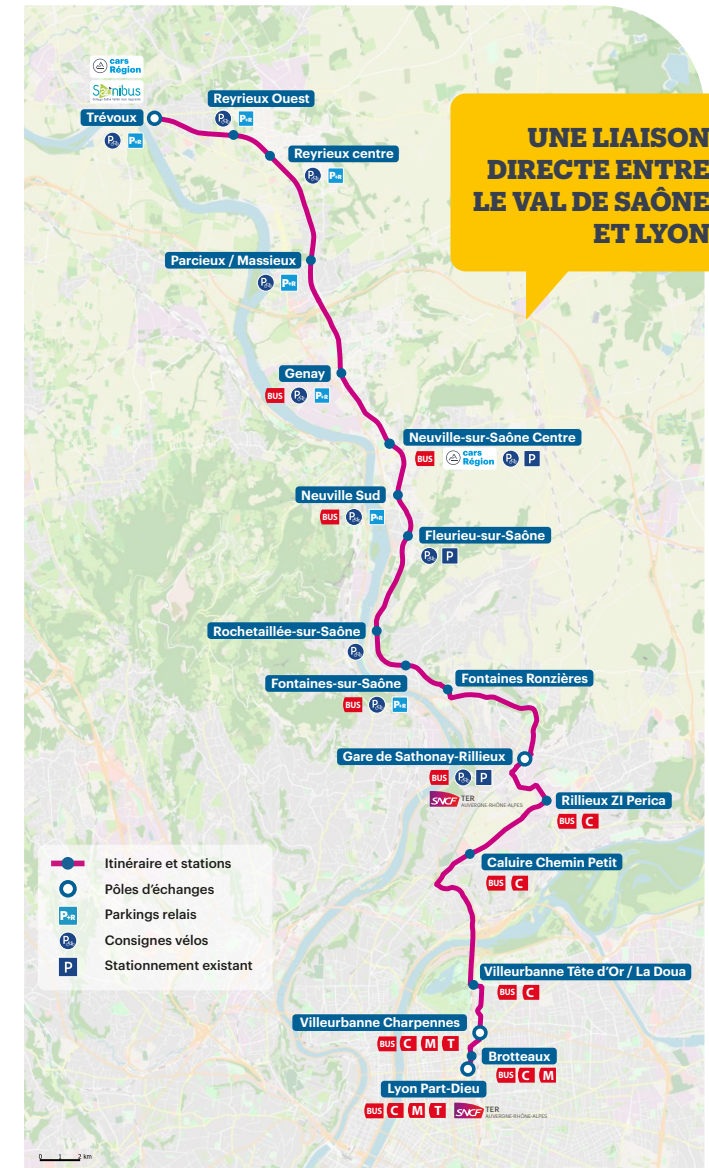 cars
Région
Saônibus
Trévoux
P+R
Reyrieux Ouest
P+R
Reyrieux centre
P+R
UNE LIAISON
DIRECTE ENTRE
LE VAL DE SAÔNE
ET LYON
Parcieux / Massieux
P+R
Genay
BUS P+R
Neuville-sur-Saône Centre
BUS cars Région P
Neuville Sud
BUS P+R
Fleurieu-sur-Saône
P
Rochetaillée-sur-Saône
Fontaines-sur-Saône
BUS P+R
Fontaines Ronzières
Gare de Sathonay-Rillieux
BUS P
SNCF TER
AUVERGNE-RHÔNE-ALPES
Rillieux ZI Perica
BUS C
Caluire Chemin Petit
BUS C
Itinéraire et stations
Pôles d'échanges
P+R Parkings relais
P Consignes vélos
P Stationnement existant
Villeurbanne Tête d'Or / La Doua
BUS C
Villeurbanne Charpennes
BUS C M T
Brotteaux
BUS C M
Lyon Part-Dieu
BUS C M T SNCF TER
AUVERGNE-RHÔNE-ALPES
0 1 2 km